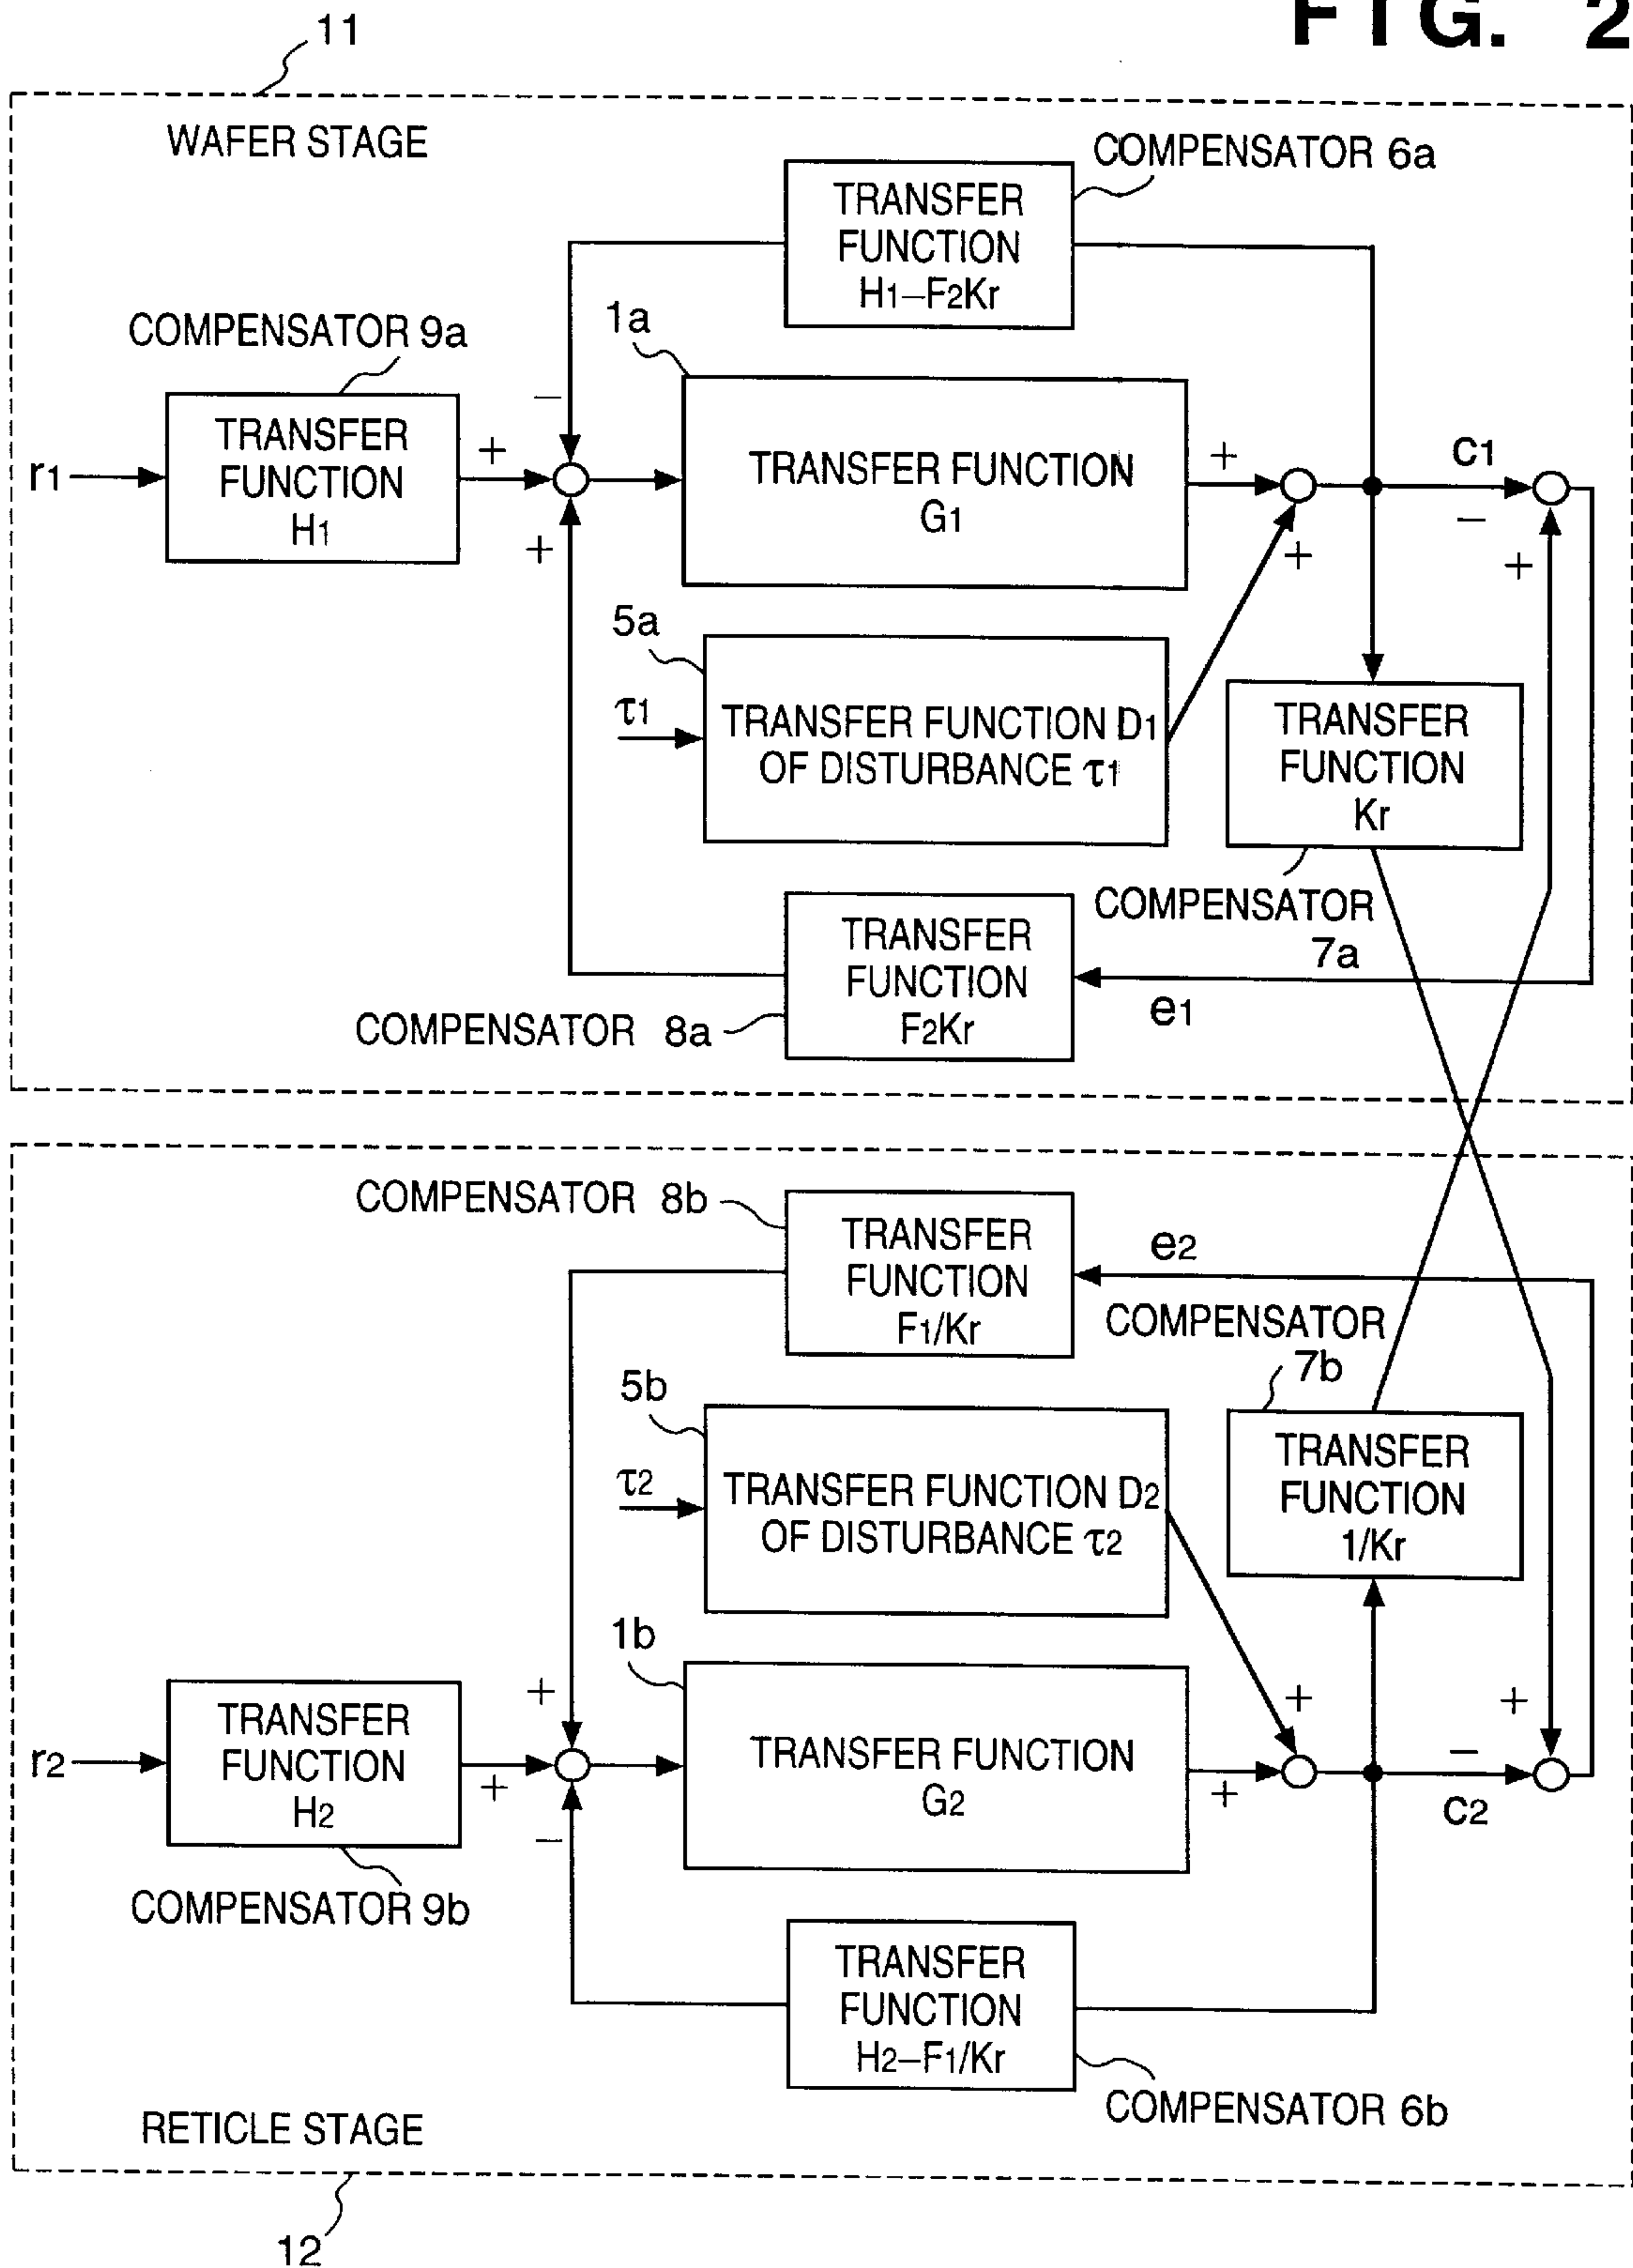 FIG. 2
11
WAFER STAGE
COMPENSATOR 6a
TRANSFER
FUNCTION
H1–F2Kr
COMPENSATOR 9a
1a
TRANSFER
FUNCTION
H1
r1
+
–
+
TRANSFER FUNCTION
G1
+
+
c1
–
+
5a
τ1
TRANSFER FUNCTION D1
OF DISTURBANCE τ1
TRANSFER
FUNCTION
Kr
COMPENSATOR
7a
TRANSFER
FUNCTION
F2Kr
COMPENSATOR 8a
e1
COMPENSATOR 8b
TRANSFER
FUNCTION
F1/Kr
e2
COMPENSATOR
7b
5b
τ2
TRANSFER FUNCTION D2
OF DISTURBANCE τ2
TRANSFER
FUNCTION
1/Kr
1b
r2
TRANSFER
FUNCTION
H2
+
+
–
TRANSFER FUNCTION
G2
+
+
–
+
c2
COMPENSATOR 9b
TRANSFER
FUNCTION
H2–F1/Kr
COMPENSATOR 6b
RETICLE STAGE
12